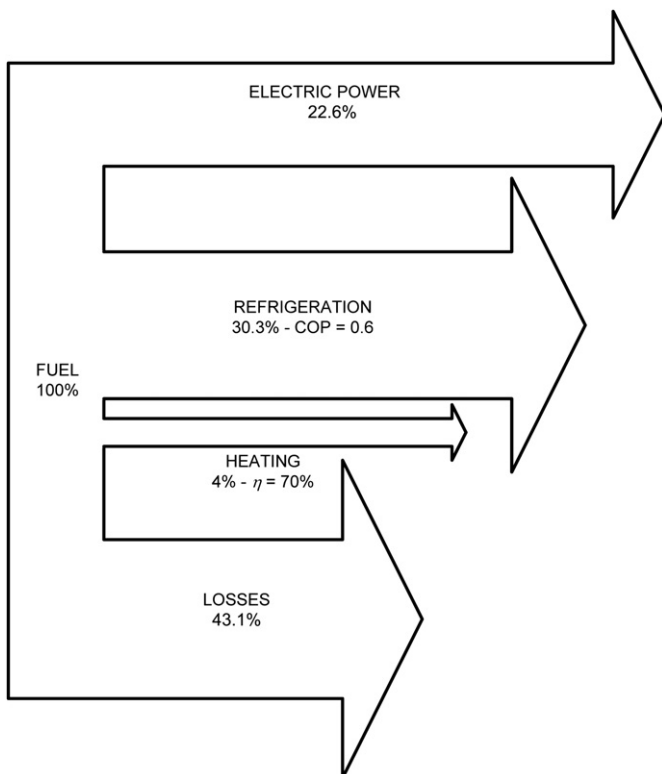 ELECTRIC POWER
22.6%
REFRIGERATION
30.3% - COP = 0.6
FUEL
100%
HEATING
4% - η = 70%
LOSSES
43.1%